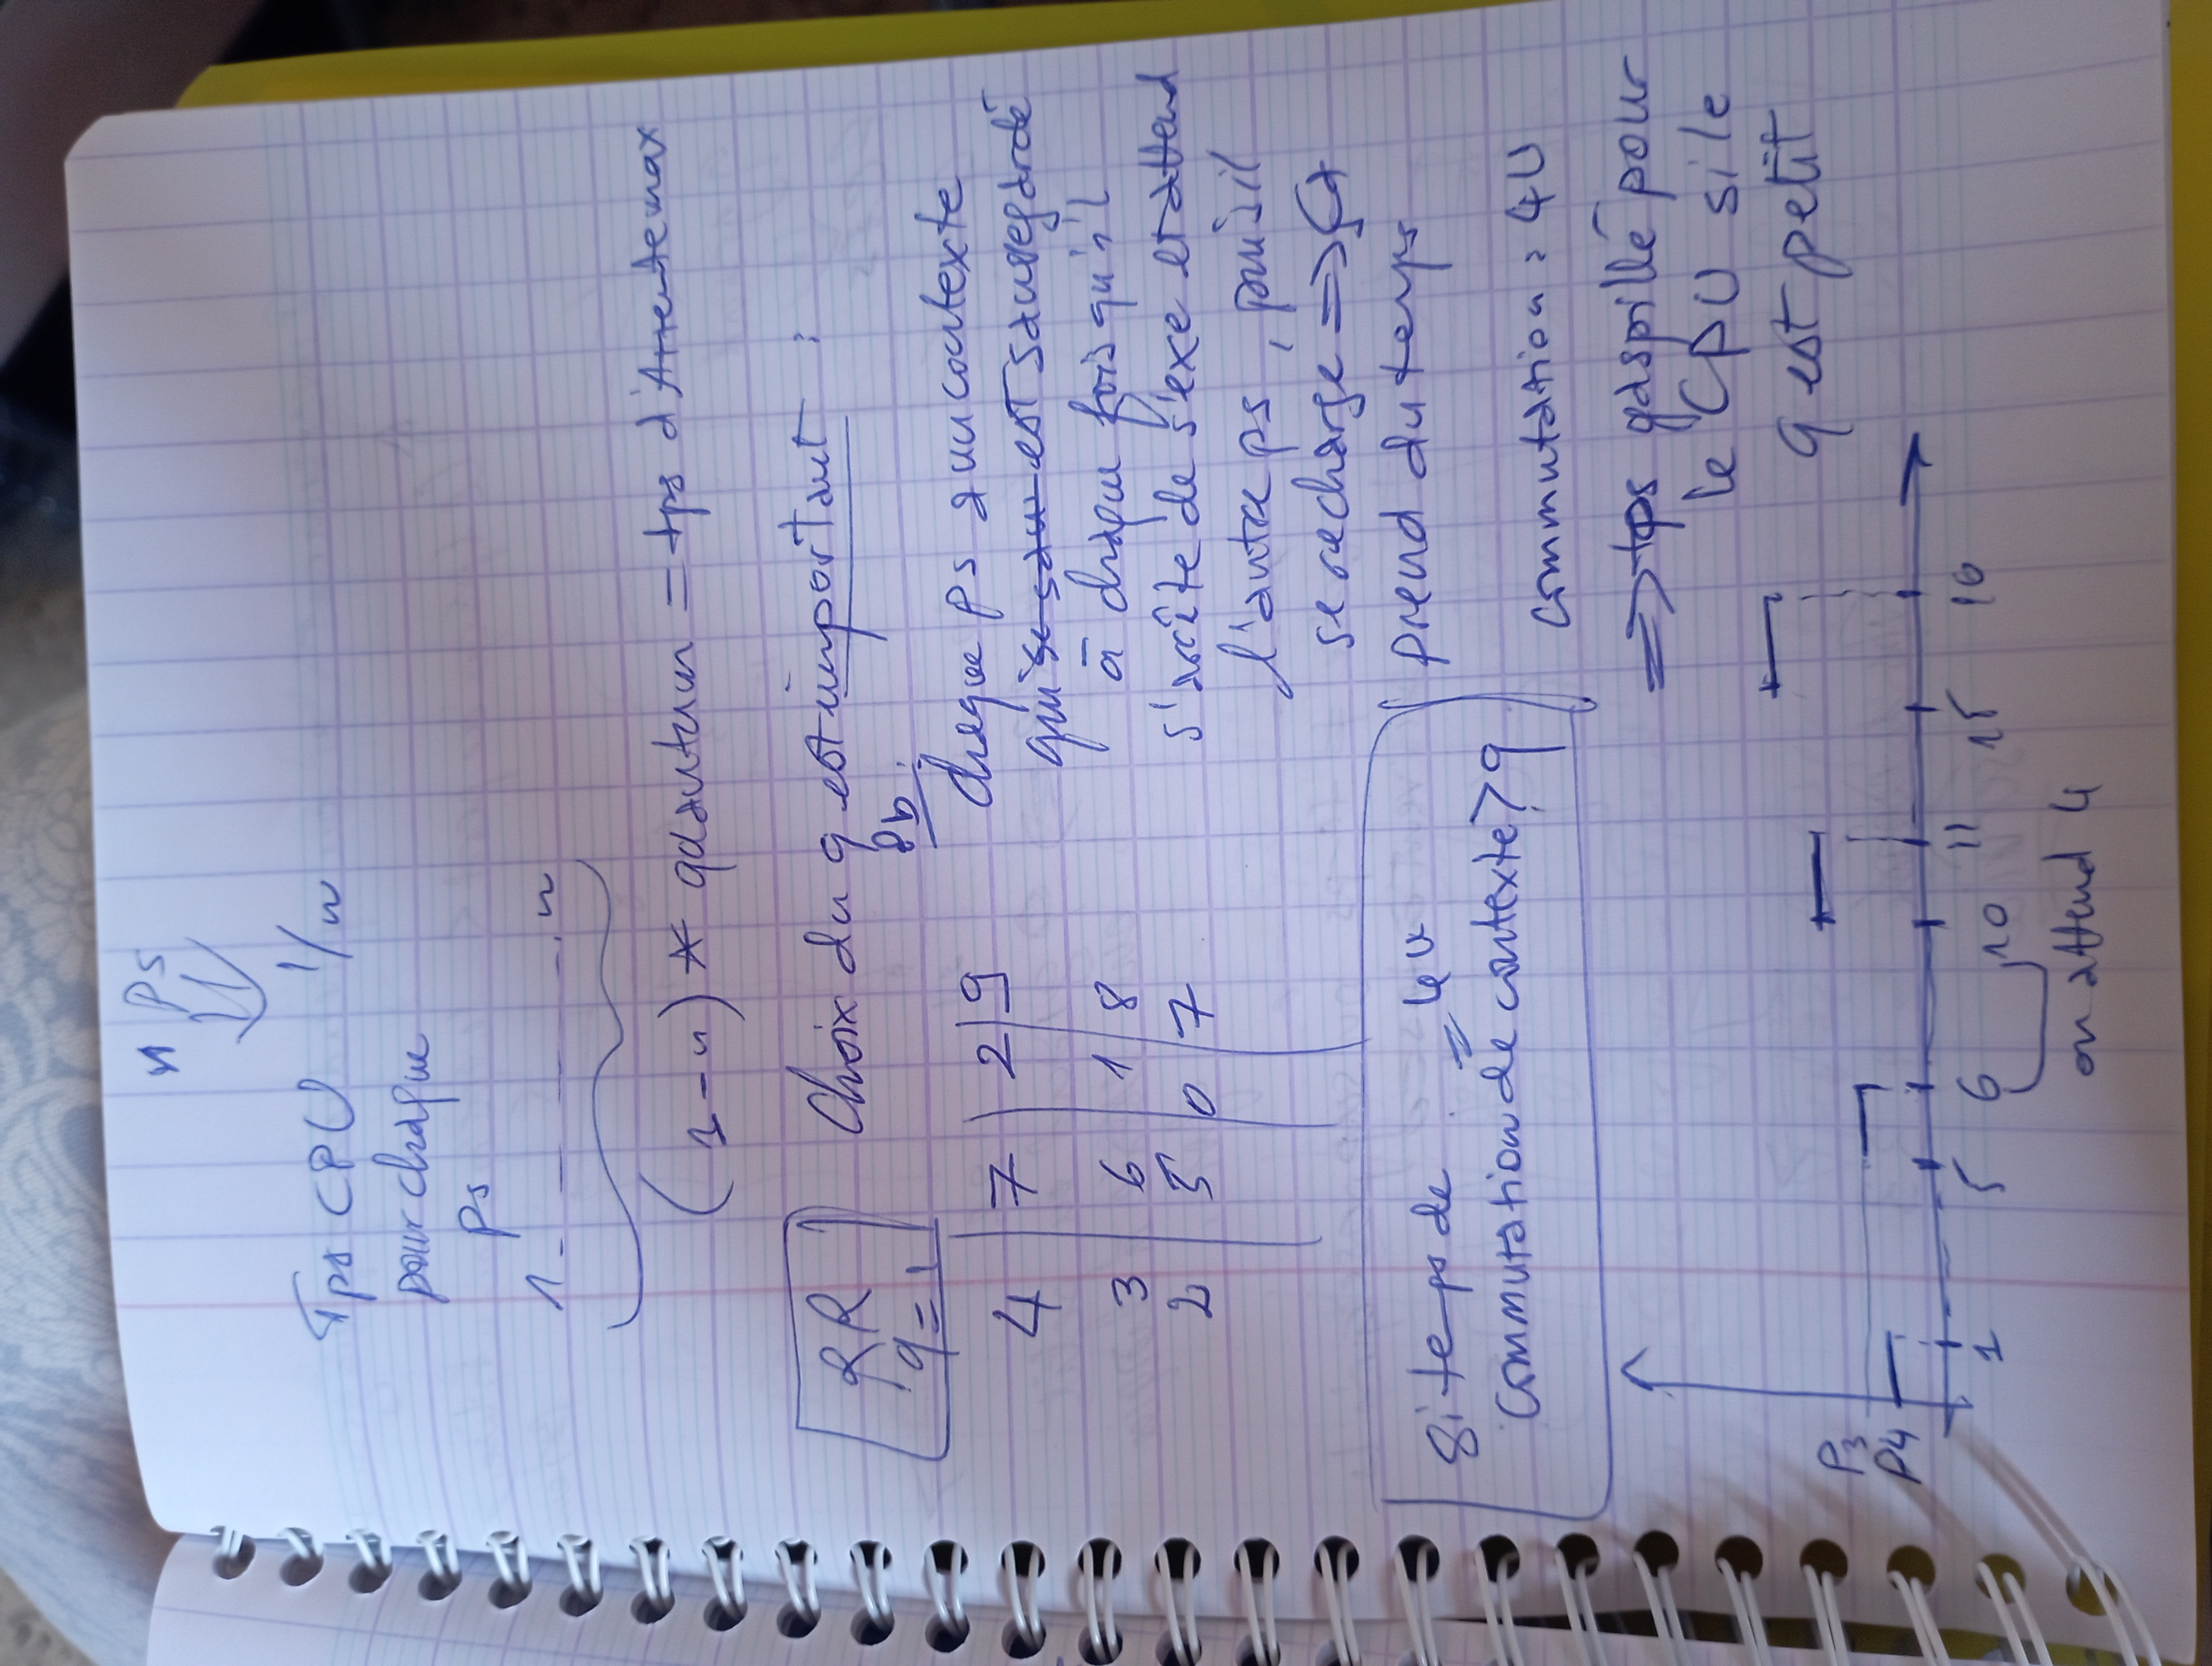 n Ps
Tps CPU 1/n
pour chaque
ps
1 - - - - - - . n
(1-n) * quantum = tps d'Attente max
RR
q=1
Choix du q est important :
Pb :
4 | 7 | 2 | 9
3 | 6 | 1 | 8
2 | 5 | 0 | 7
Chaque ps a un contexte
qui se sau est sauvegardé
à chaque fois qu'il
s'arrête de s'exe et attend
l'autre ps, puis il
se recharge => ça
prend du temps
Si temps de = 4u
commutation de contexte > q
commutation : 4U
=> tps gaspillé pour
le CPU si le
q est petit
P3
P4
1 5 6 10 11 15 16
on attend 4